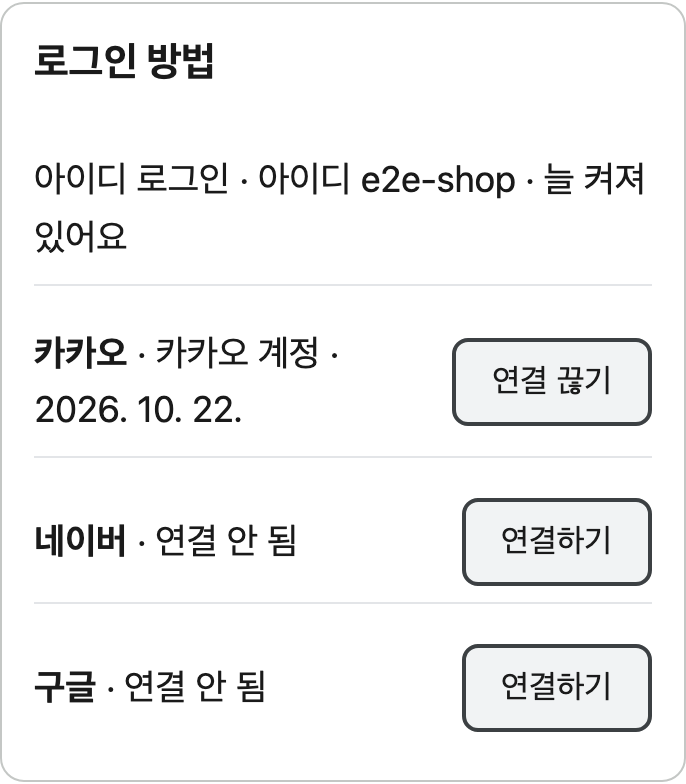 로그인 방법
아이디 로그인 · 아이디 e2e-shop · 늘 켜져
있어요
카카오 · 카카오 계정 ·
2026. 10. 22.
연결 끊기
네이버 · 연결 안 됨
연결하기
구글 · 연결 안 됨
연결하기